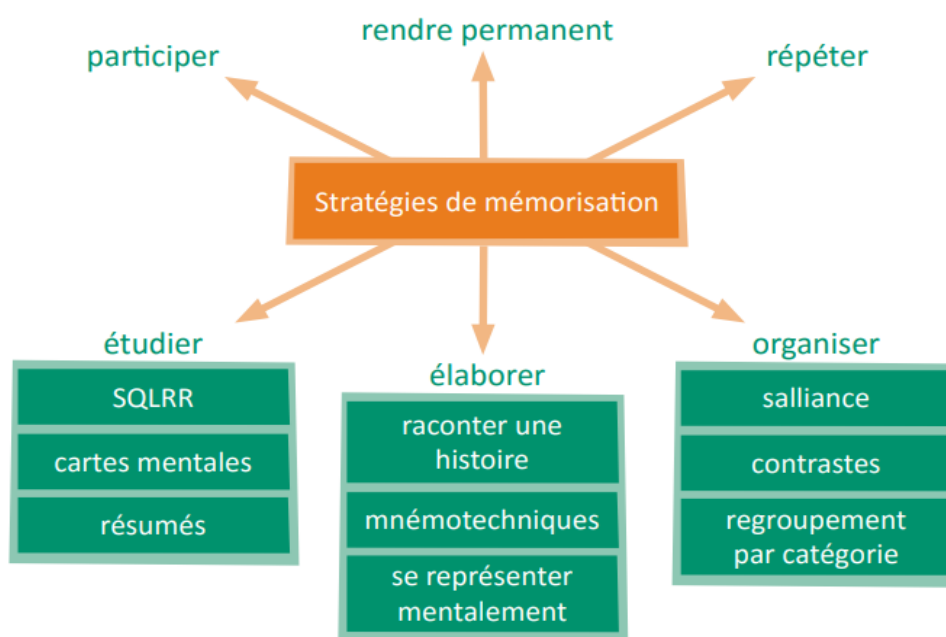 participer
rendre permanent
répéter
Stratégies de mémorisation
étudier
SQLRR
cartes mentales
résumés
élaborer
raconter une
histoire
mnémotechniques
se représenter
mentalement
organiser
salliance
contrastes
regroupement
par catégorie